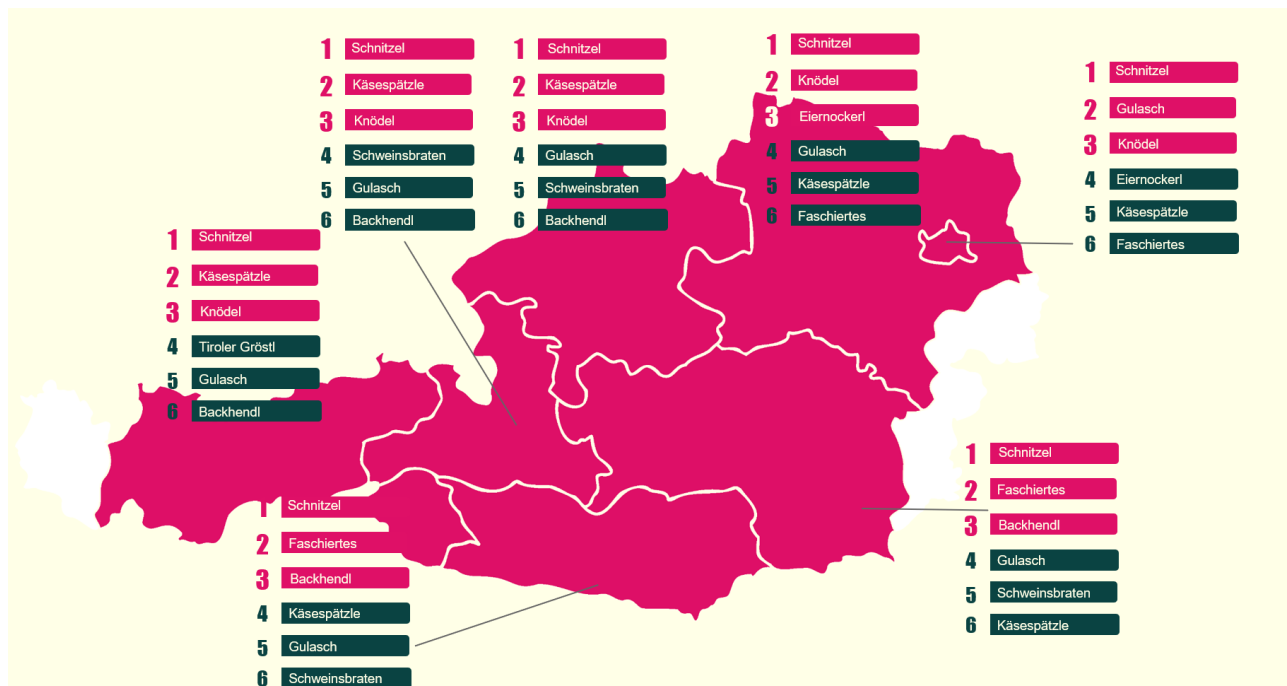 1 Schnitzel
2 Käsespätzle
3 Knödel
4 Schweinsbraten
5 Gulasch
6 Backhendl
1 Schnitzel
2 Käsespätzle
3 Knödel
4 Gulasch
5 Schweinsbraten
6 Backhendl
1 Schnitzel
2 Knödel
3 Eiernockerl
4 Gulasch
5 Käsespätzle
6 Faschiertes
1 Schnitzel
2 Gulasch
3 Knödel
4 Eiernockerl
5 Käsespätzle
6 Faschiertes
1 Schnitzel
2 Käsespätzle
3 Knödel
4 Tiroler Gröstl
5 Gulasch
6 Backhendl
1 Schnitzel
2 Faschiertes
3 Backhendl
4 Käsespätzle
5 Gulasch
6 Schweinsbraten
1 Schnitzel
2 Faschiertes
3 Backhendl
4 Gulasch
5 Schweinsbraten
6 Käsespätzle